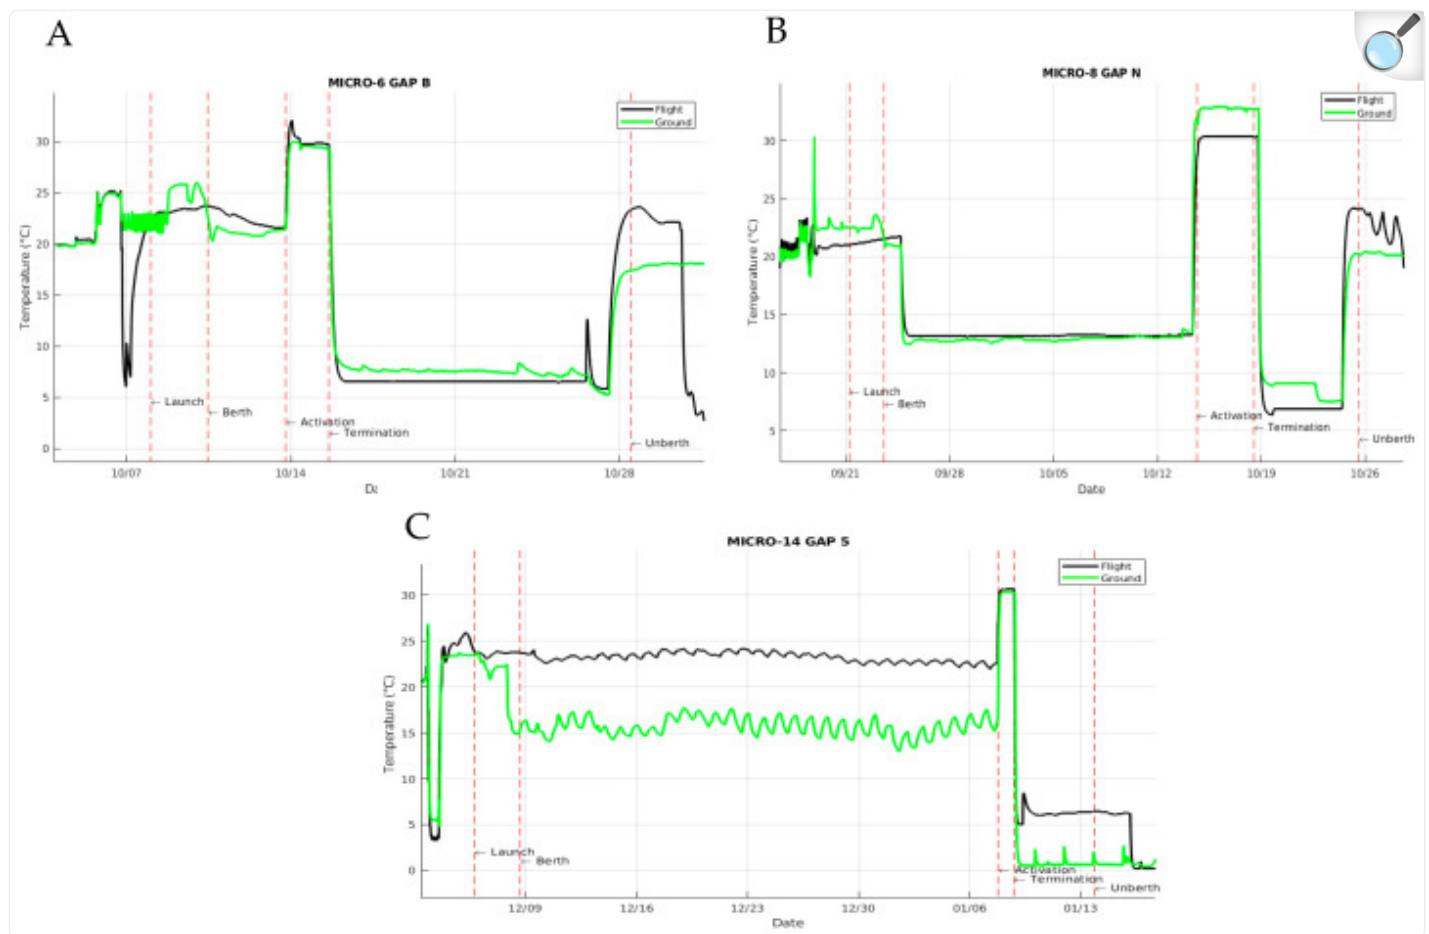 A
MICRO-6 GAP B
Flight
Ground
Temperature (°C)
30
25
20
15
10
5
0
← Launch
← Berth
← Activation
← Termination
← Unberth
10/07
10/14
10/21
10/28
Da
B
MICRO-8 GAP N
Flight
Ground
Temperature (°C)
30
25
20
15
10
5
← Launch
← Berth
← Activation
← Termination
← Unberth
09/21
09/28
10/05
10/12
10/19
10/26
Date
C
MICRO-14 GAP 5
Flight
Ground
Temperature (°C)
30
25
20
15
10
5
0
← Launch
← Berth
← Activation
← Termination
← Unberth
12/09
12/16
12/23
12/30
01/06
01/13
Date